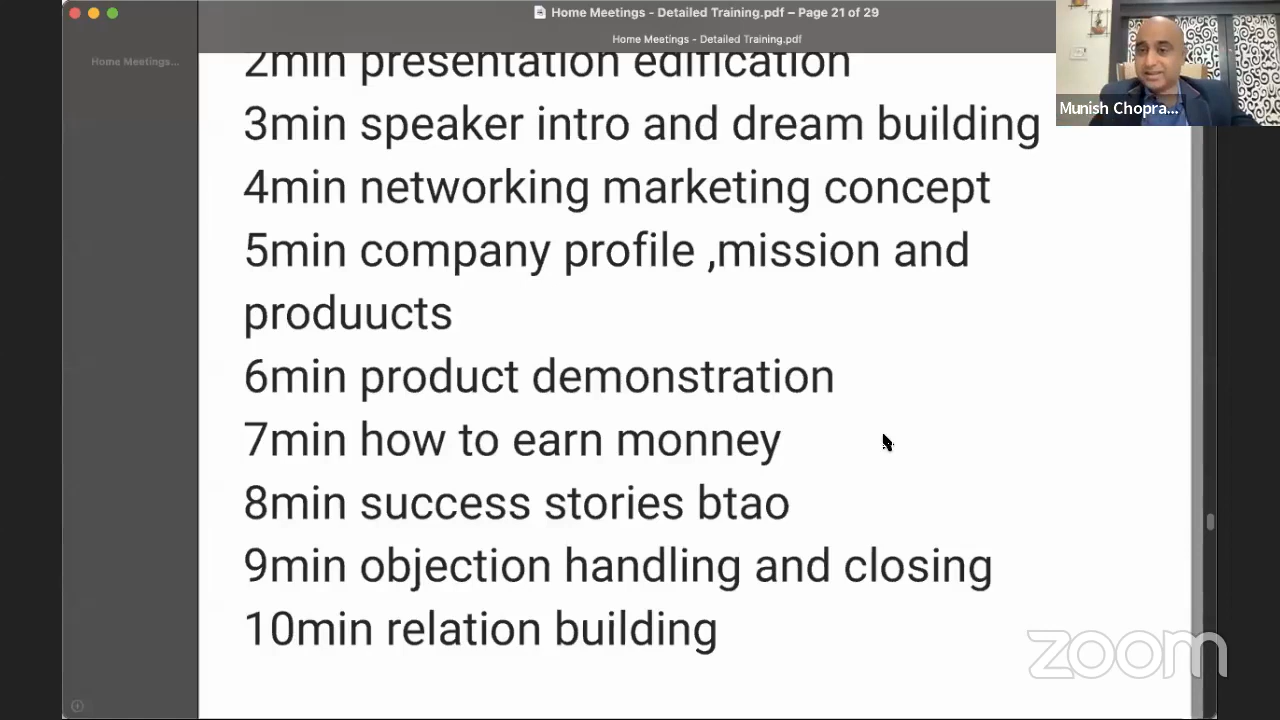 Home Meetings - Detailed Training.pdf – Page 21 of 29
Home Meetings - Detailed Training.pdf
Home Meetings...
2min presentation edification
3min speaker intro and dream building
4min networking marketing concept
5min company profile ,mission and
produucts
6min product demonstration
7min how to earn monney
8min success stories btao
9min objection handling and closing
10min relation building
Munish Chopra...
zoom